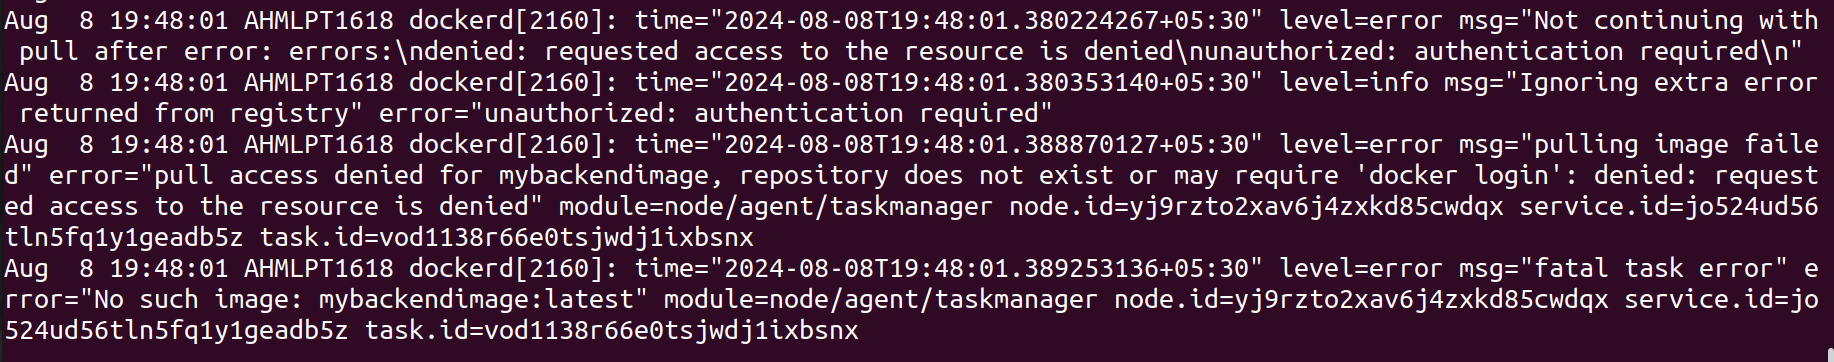 Aug  8 19:48:01 AHMLPT1618 dockerd[2160]: time="2024-08-08T19:48:01.380224267+05:30" level=error msg="Not continuing with
 pull after error: errors:\ndenied: requested access to the resource is denied\nunauthorized: authentication required\n"
Aug  8 19:48:01 AHMLPT1618 dockerd[2160]: time="2024-08-08T19:48:01.380353140+05:30" level=info msg="Ignoring extra error
 returned from registry" error="unauthorized: authentication required"
Aug  8 19:48:01 AHMLPT1618 dockerd[2160]: time="2024-08-08T19:48:01.388870127+05:30" level=error msg="pulling image faile
d" error="pull access denied for mybackendimage, repository does not exist or may require 'docker login': denied: request
ed access to the resource is denied" module=node/agent/taskmanager node.id=yj9rzto2xav6j4zxkd85cwdqx service.id=jo524ud56
tln5fq1y1geadb5z task.id=vod1138r66e0tsjwdj1ixbsnx
Aug  8 19:48:01 AHMLPT1618 dockerd[2160]: time="2024-08-08T19:48:01.389253136+05:30" level=error msg="fatal task error" e
rror="No such image: mybackendimage:latest" module=node/agent/taskmanager node.id=yj9rzto2xav6j4zxkd85cwdqx service.id=jo
524ud56tln5fq1y1geadb5z task.id=vod1138r66e0tsjwdj1ixbsnx